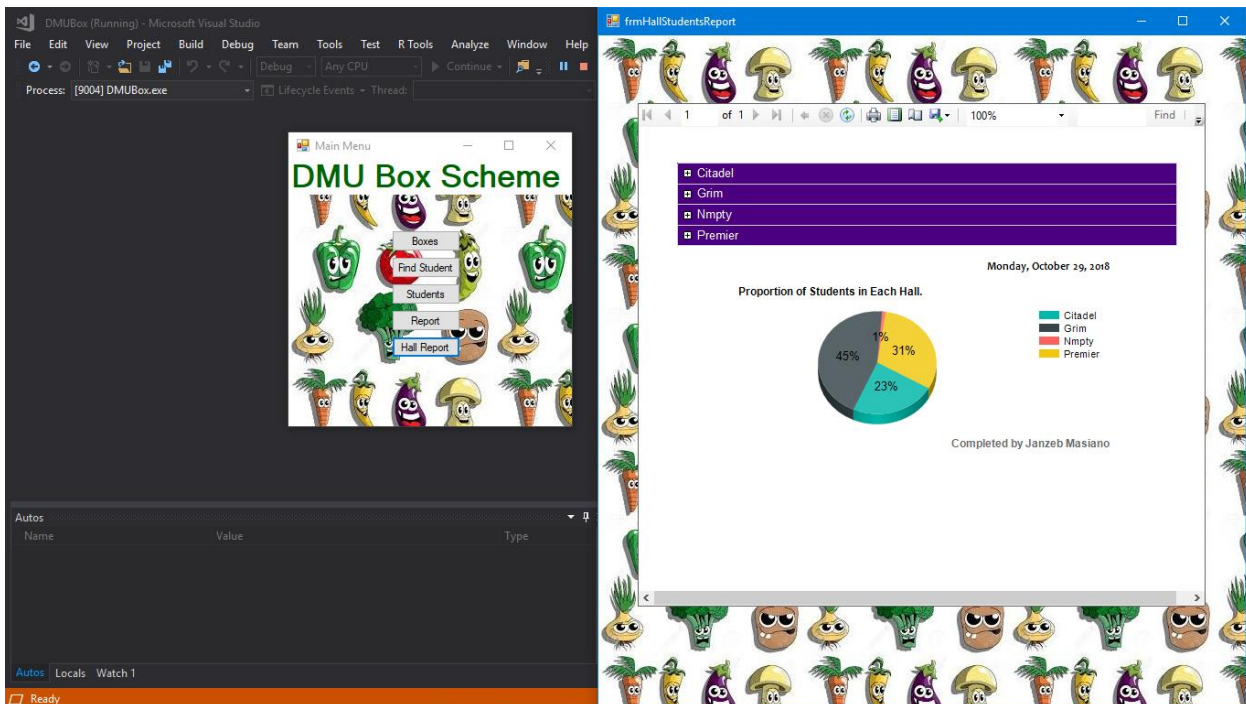 DMUBox (Running) - Microsoft Visual Studio
File Edit View Project Build Debug Team Tools Test R Tools Analyze Window Help
Debug Any CPU Continue
Process: [9004] DMUBox.exe Lifecycle Events Thread:
Main Menu
DMU Box Scheme
Boxes
Find Student
Students
Report
Hall Report
Autos
Name Value Type
Autos Locals Watch 1
Ready
frmHallStudentsReport
1 of 1 100% Find
Citadel
Grim
Nmpty
Premier
Monday, October 29, 2018
Proportion of Students in Each Hall.
Citadel
Grim
Nmpty
Premier
1%
45% 31%
23%
Completed by Janzeb Masiano